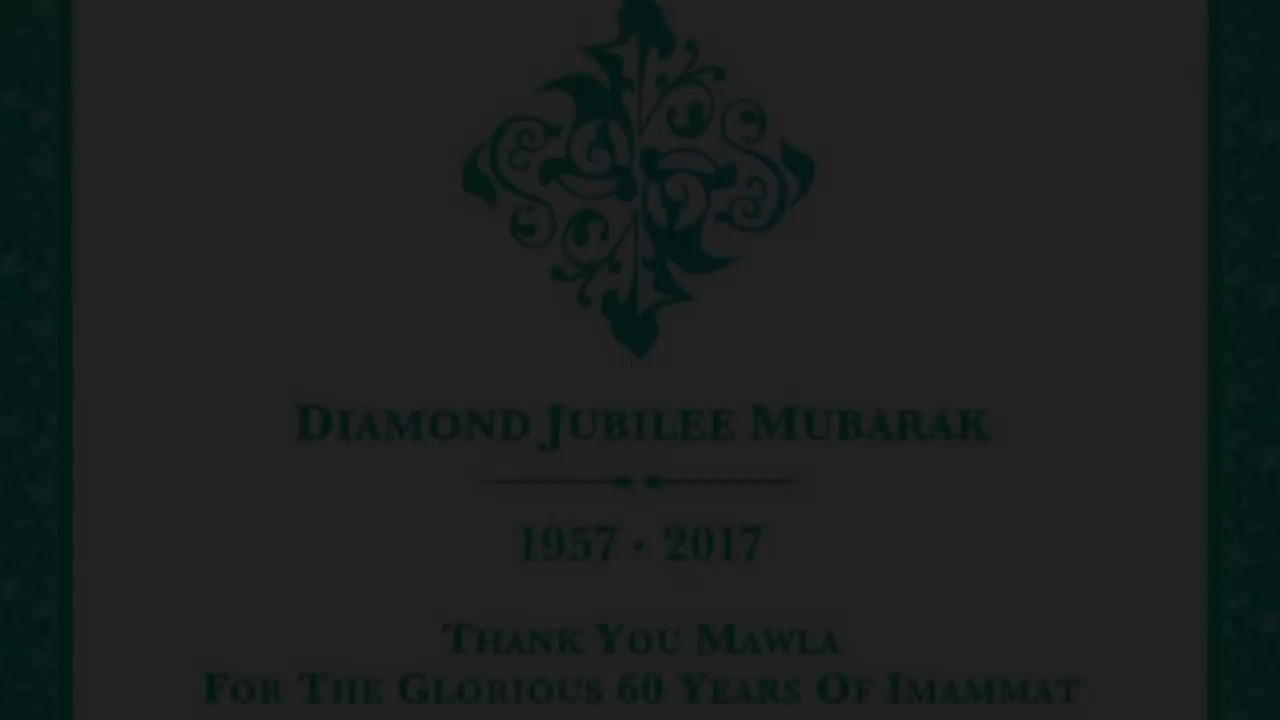 Diamond Jubilee Mubarak
1957 · 2017
Thank You Mawla
For The Glorious 60 Years Of Imammat